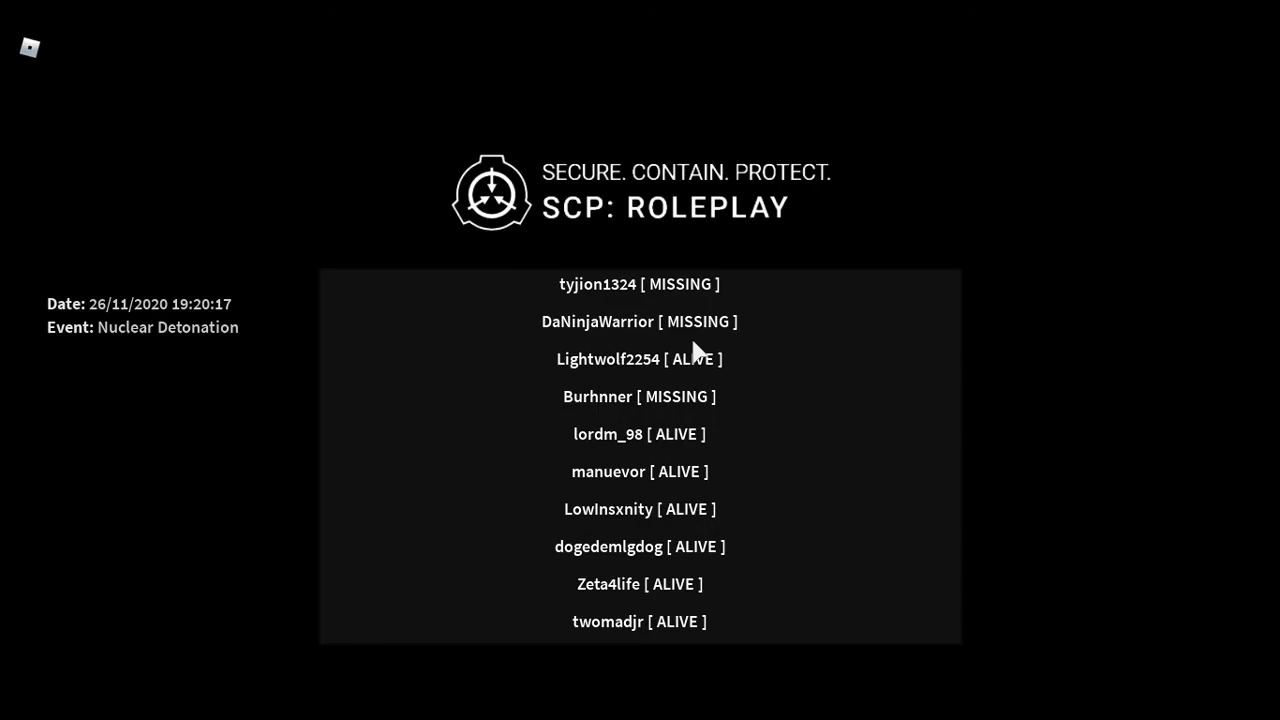 SECURE. CONTAIN. PROTECT.
SCP: ROLEPLAY
Date: 26/11/2020 19:20:17
Event: Nuclear Detonation
tyjion1324 [ MISSING ]
DaNinjaWarrior [ MISSING ]
Lightwolf2254 [ ALIVE ]
Burhnner [ MISSING ]
lordm_98 [ ALIVE ]
manuevor [ ALIVE ]
LowInsxnity [ ALIVE ]
dogedemlgdog [ ALIVE ]
Zeta4life [ ALIVE ]
twomadjr [ ALIVE ]